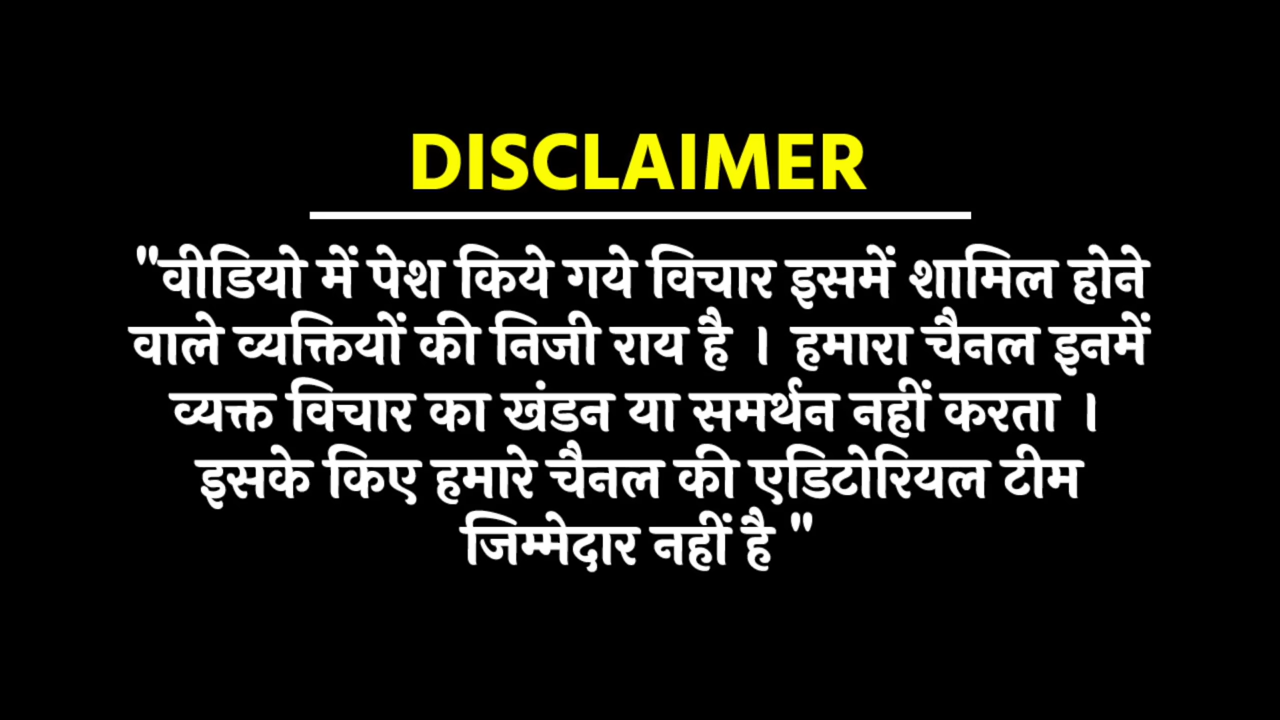 DISCLAIMER
"वीडियो में पेश किये गये विचार इसमें शामिल होने
वाले व्यक्तियों की निजी राय है । हमारा चैनल इनमें
व्यक्त विचार का खंडन या समर्थन नहीं करता ।
इसके किए हमारे चैनल की एडिटोरियल टीम
जिम्मेदार नहीं है "